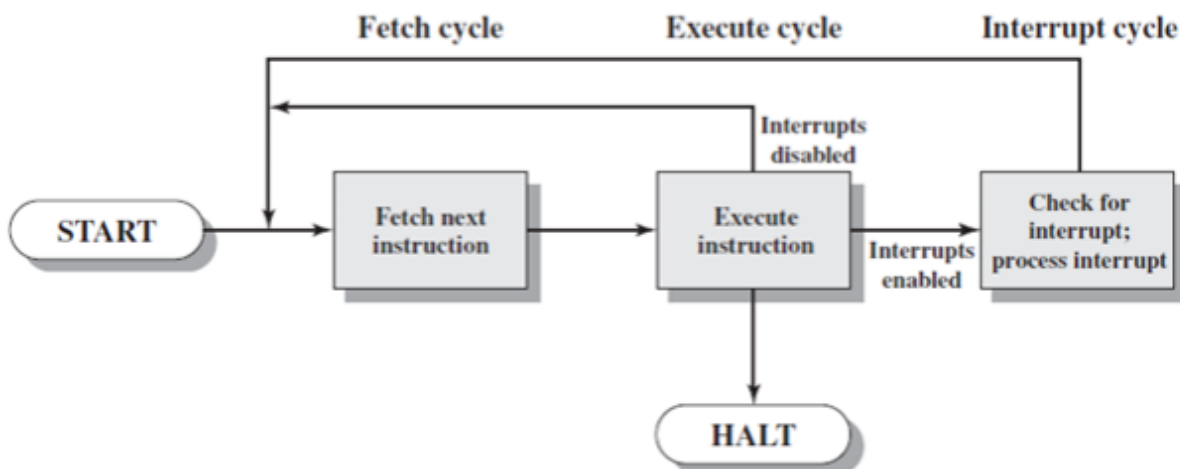 Fetch cycle
Execute cycle
Interrupt cycle
Interrupts
disabled
START
Fetch next
instruction
Execute
instruction
Interrupts
enabled
Check for
interrupt;
process interrupt
HALT